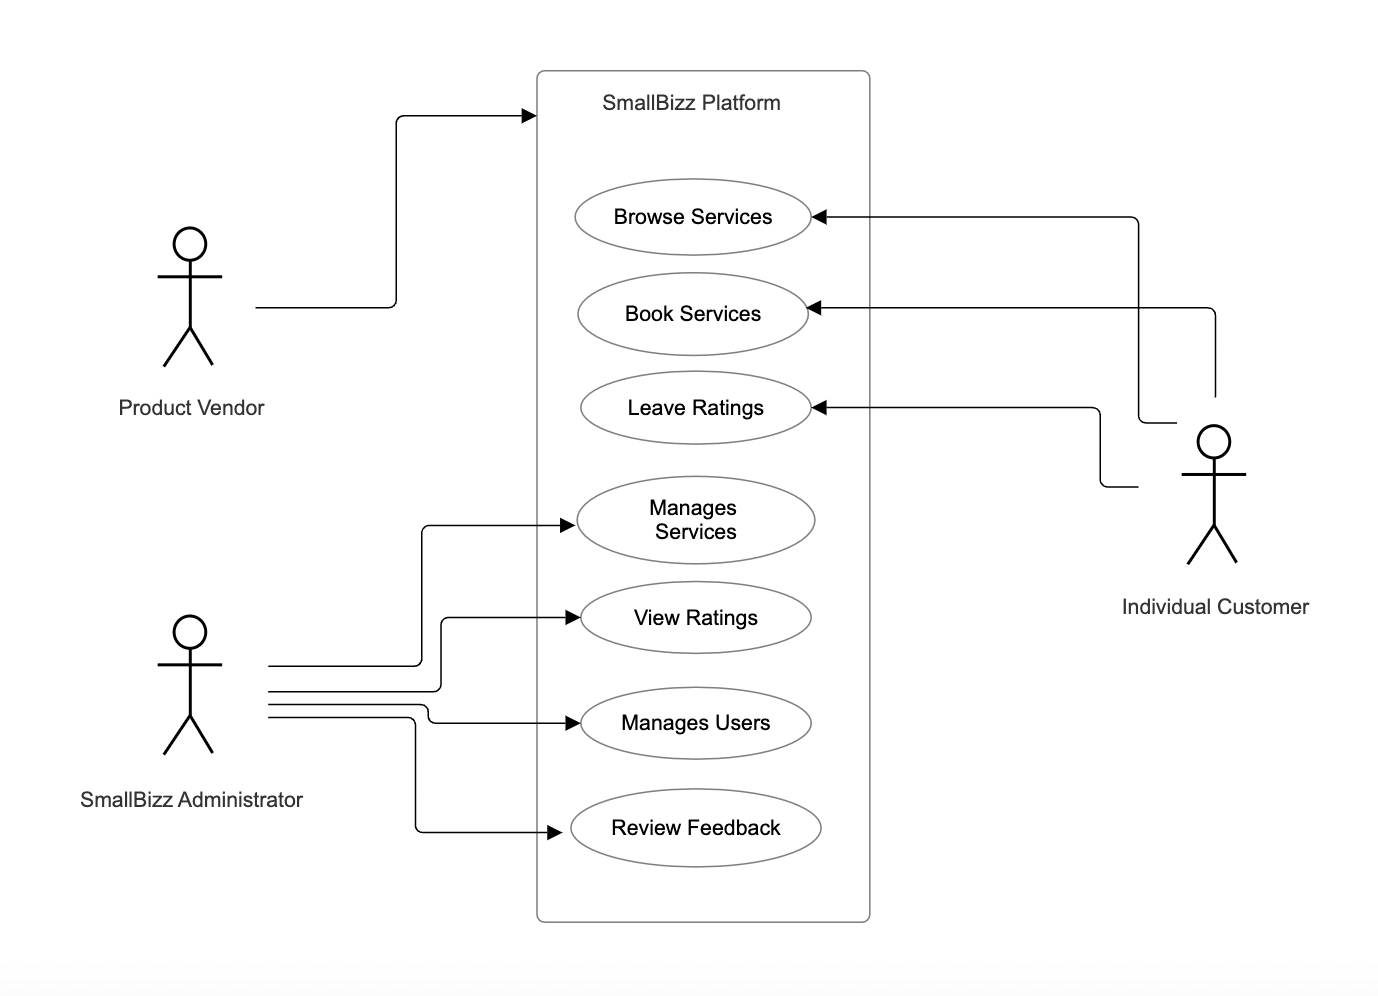 SmallBizz Platform
Browse Services
Book Services
Product Vendor
Leave Ratings
Manages
Services
Individual Customer
View Ratings
Manages Users
SmallBizz Administrator
Review Feedback